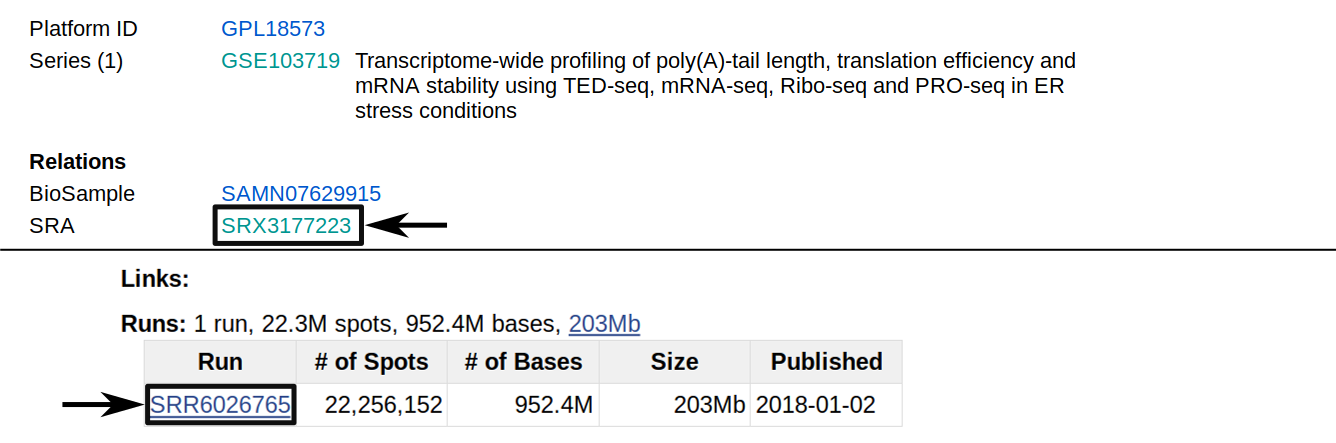 Platform ID GPL18573
Series (1) GSE103719 Transcriptome-wide profiling of poly(A)-tail length, translation efficiency and
mRNA stability using TED-seq, mRNA-seq, Ribo-seq and PRO-seq in ER
stress conditions
Relations
BioSample SAMN07629915
SRA SRX3177223
Links:
Runs: 1 run, 22.3M spots, 952.4M bases, 203Mb
Run # of Spots # of Bases Size Published
SRR6026765 22,256,152 952.4M 203Mb 2018-01-02